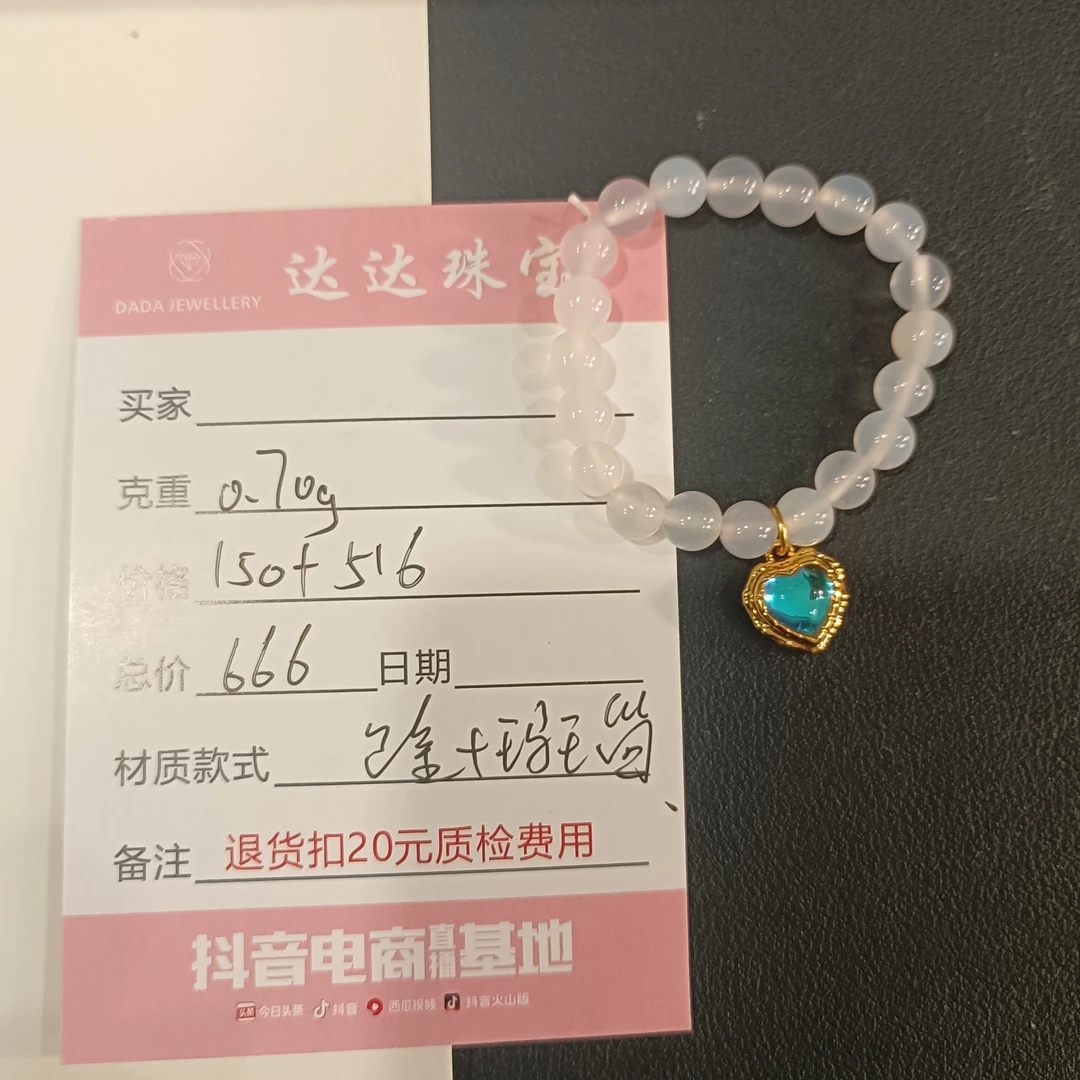 达达珠宝
DADA JEWELLERY
买家
克重 0.70g
价格 150+516
总价 666 日期
材质款式
备注 退货扣20元质检费用
抖音电商直播基地
头条 今日头条 抖音 西瓜视频 抖音火山版